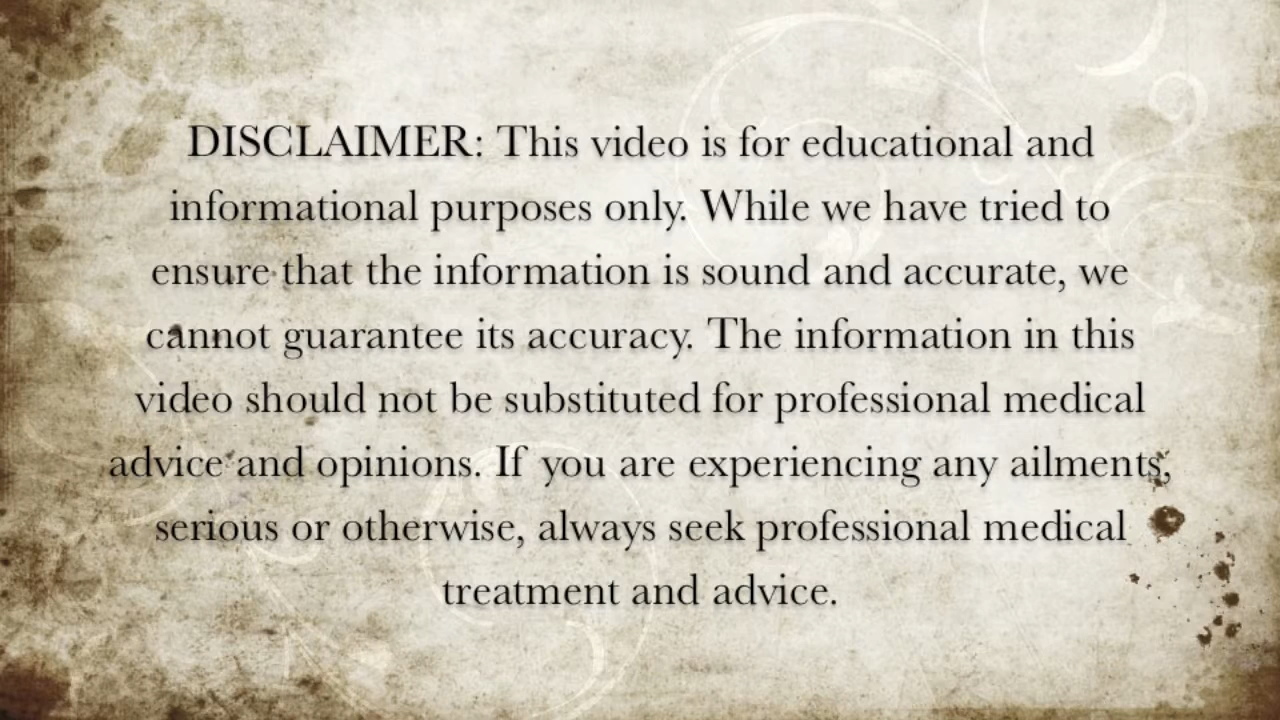 DISCLAIMER: This video is for educational and
informational purposes only. While we have tried to
ensure that the information is sound and accurate, we
cannot guarantee its accuracy. The information in this
video should not be substituted for professional medical
advice and opinions. If you are experiencing any ailments,
serious or otherwise, always seek professional medical
treatment and advice.